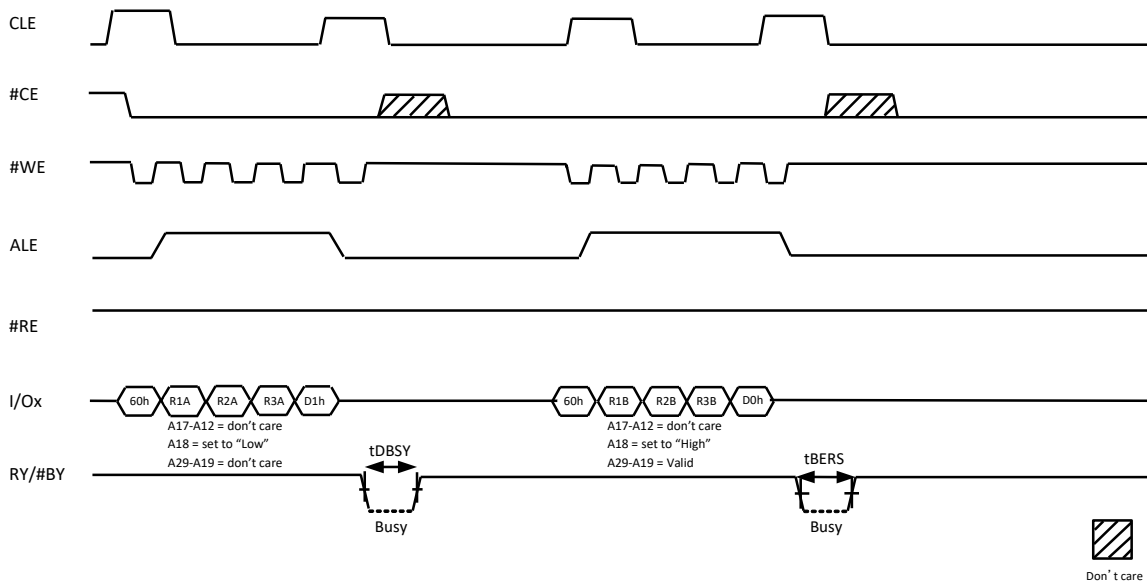 CLE
#CE
#WE
ALE
#RE
I/Ox
60h R1A R2A R3A D1h 60h R1B R2B R3B D0h
A17-A12 = don't care
A18 = set to "Low"
A29-A19 = don't care
A17-A12 = don't care
A18 = set to "High"
A29-A19 = Valid
RY/#BY
tDBSY
tBERS
Busy
Busy
Don't care